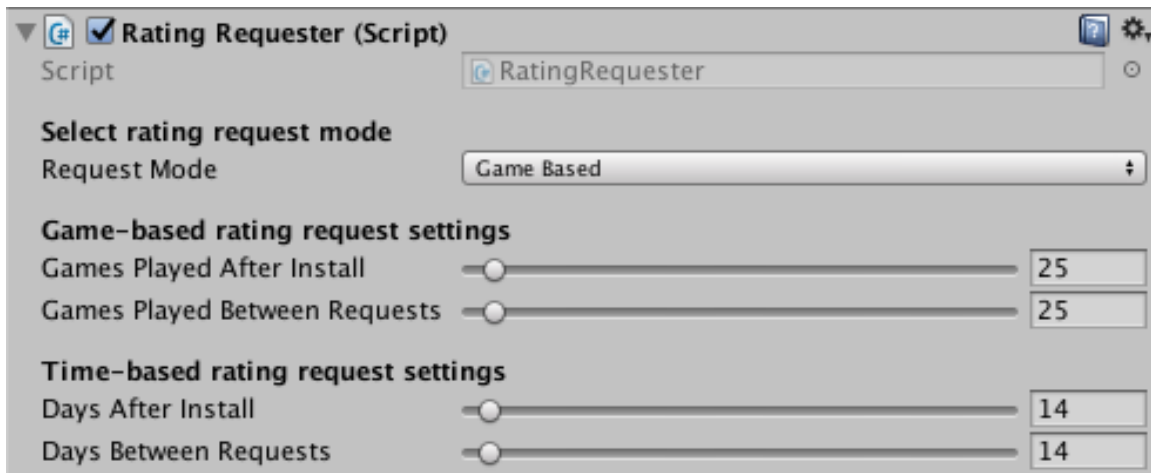 Rating Requester (Script)
Script RatingRequester
Select rating request mode
Request Mode Game Based
Game-based rating request settings
Games Played After Install 25
Games Played Between Requests 25
Time-based rating request settings
Days After Install 14
Days Between Requests 14